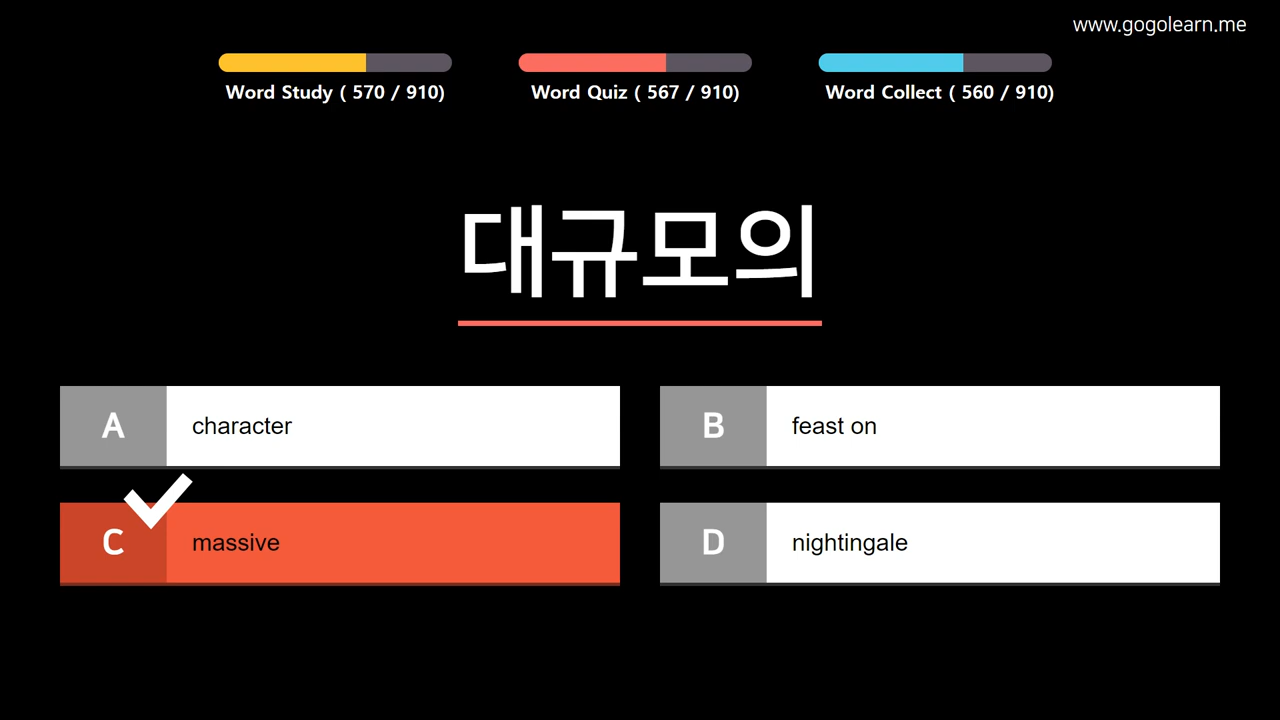 www.gogolearn.me
Word Study ( 570 / 910)
Word Quiz ( 567 / 910)
Word Collect ( 560 / 910)
대규모의
A character
B feast on
C massive
D nightingale